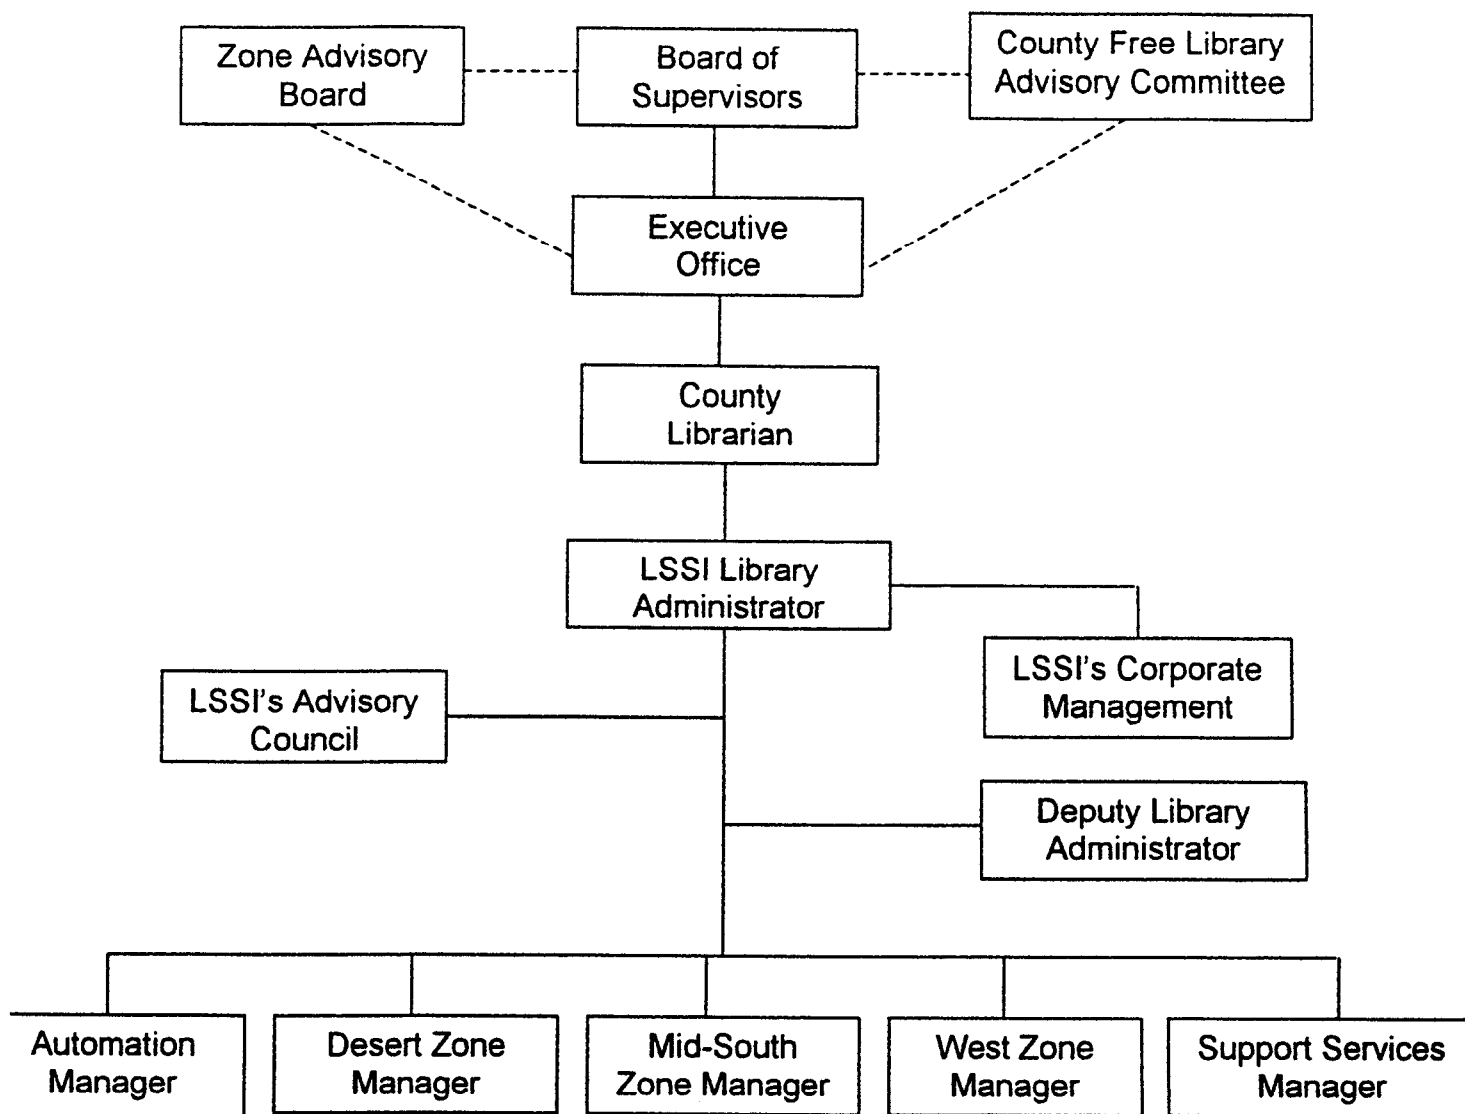 Zone Advisory
Board
Board of
Supervisors
County Free Library
Advisory Committee
Executive
Office
County
Librarian
LSSI Library
Administrator
LSSI's Corporate
Management
LSSI's Advisory
Council
Deputy Library
Administrator
Automation
Manager
Desert Zone
Manager
Mid-South
Zone Manager
West Zone
Manager
Support Services
Manager